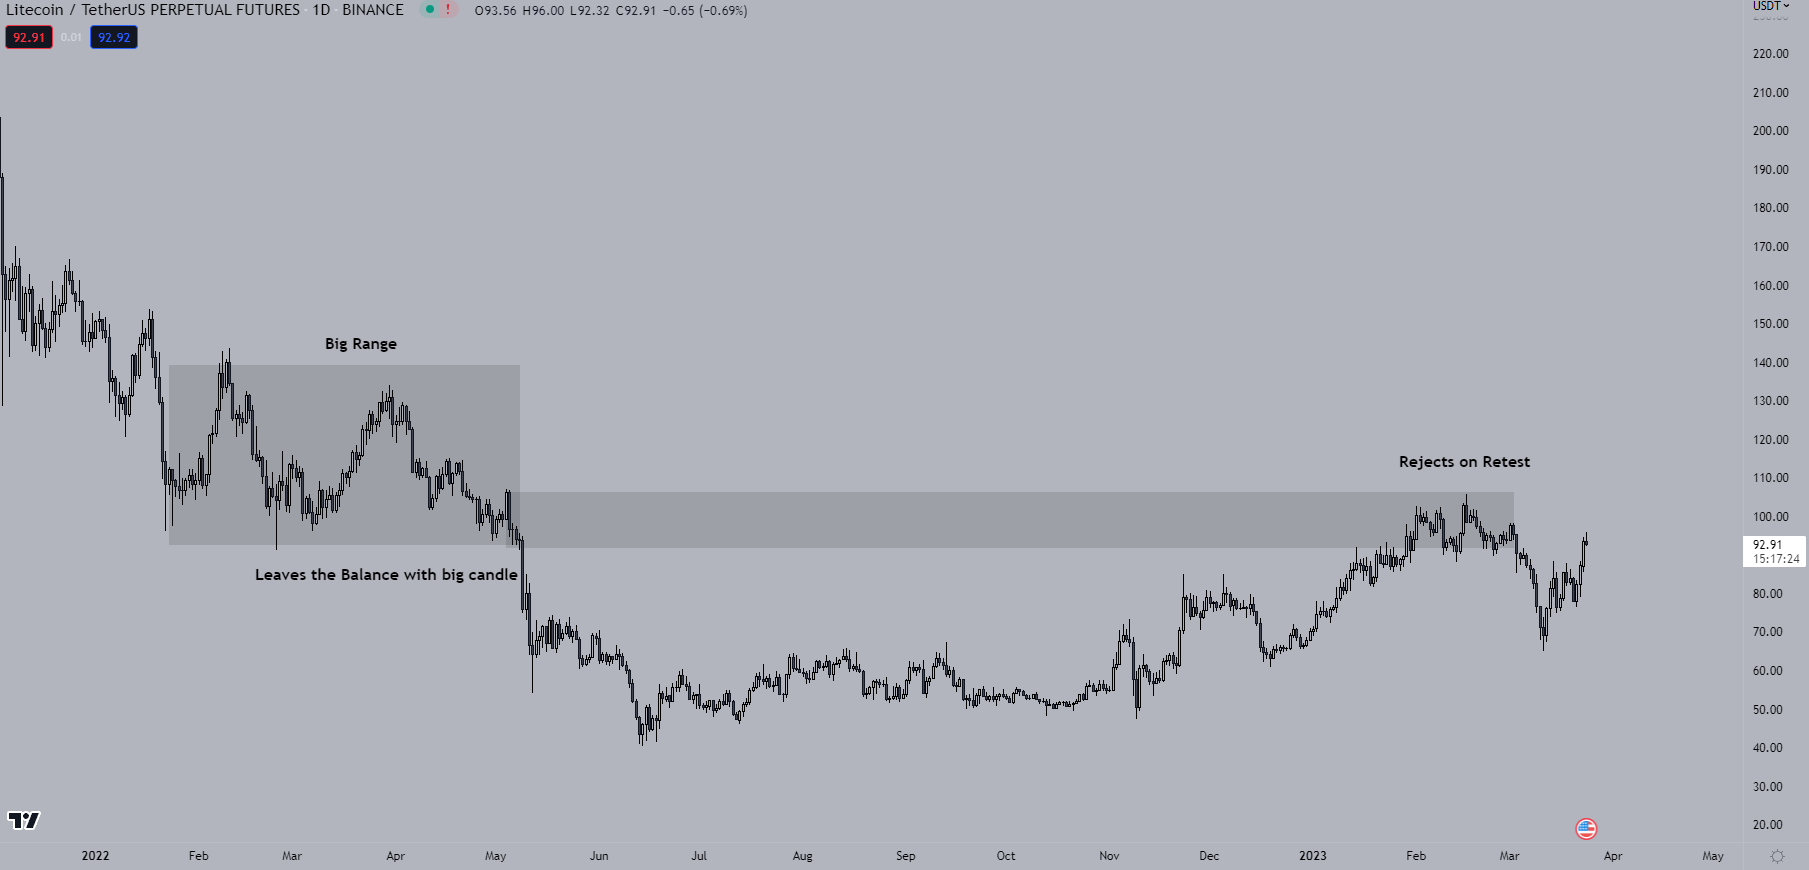 Litecoin / TetherUS PERPETUAL FUTURES · 1D · BINANCE
! O93.56 H96.00 L92.32 C92.91 −0.65 (−0.69%)
USDT
92.91 0.01 92.92
220.00
210.00
200.00
190.00
180.00
170.00
160.00
150.00
Big Range
140.00
130.00
120.00
Rejects on Retest
110.00
100.00
92.91
15:17:24
Leaves the Balance with big candle
80.00
70.00
60.00
50.00
40.00
30.00
20.00
2022 Feb Mar Apr May Jun Jul Aug Sep Oct Nov Dec 2023 Feb Mar Apr May